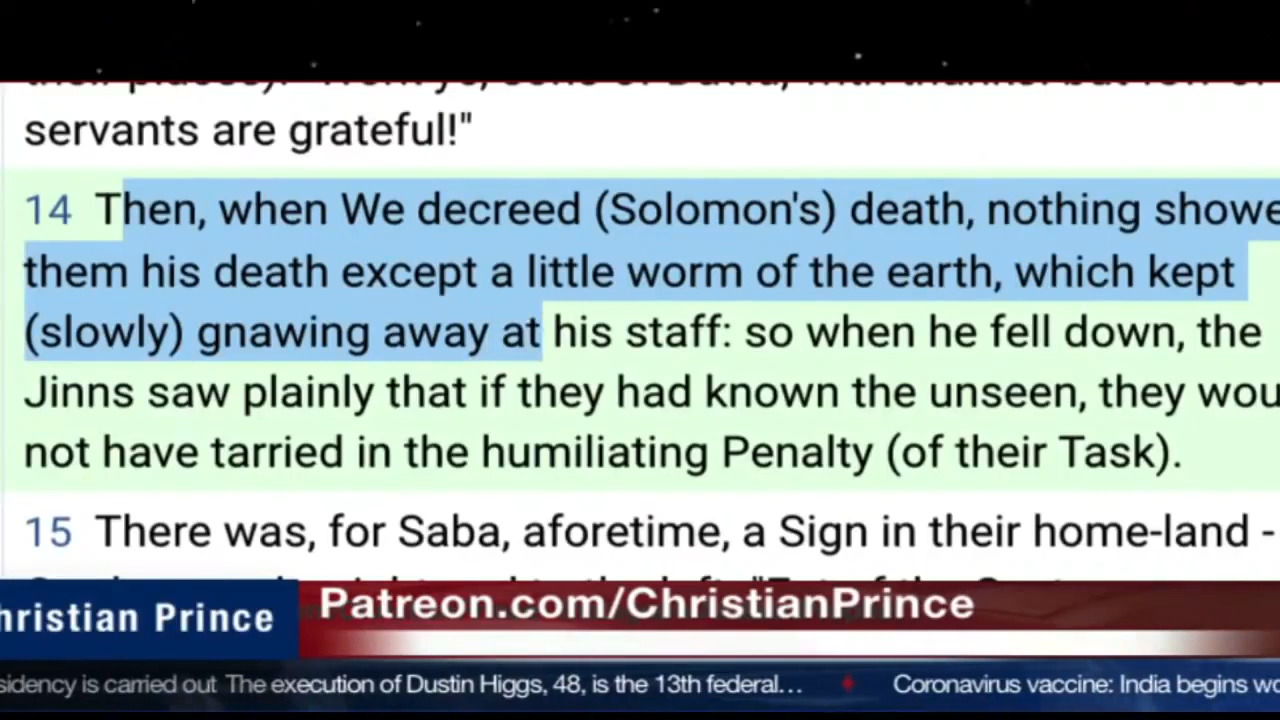 servants are grateful!"
14 Then, when We decreed (Solomon's) death, nothing showe
them his death except a little worm of the earth, which kept
(slowly) gnawing away at his staff: so when he fell down, the
Jinns saw plainly that if they had known the unseen, they wou
not have tarried in the humiliating Penalty (of their Task).
15 There was, for Saba, aforetime, a Sign in their home-land -
hristian Prince
Patreon.com/ChristianPrince
sidency is carried out The execution of Dustin Higgs, 48, is the 13th federal...
Coronavirus vaccine: India begins wo